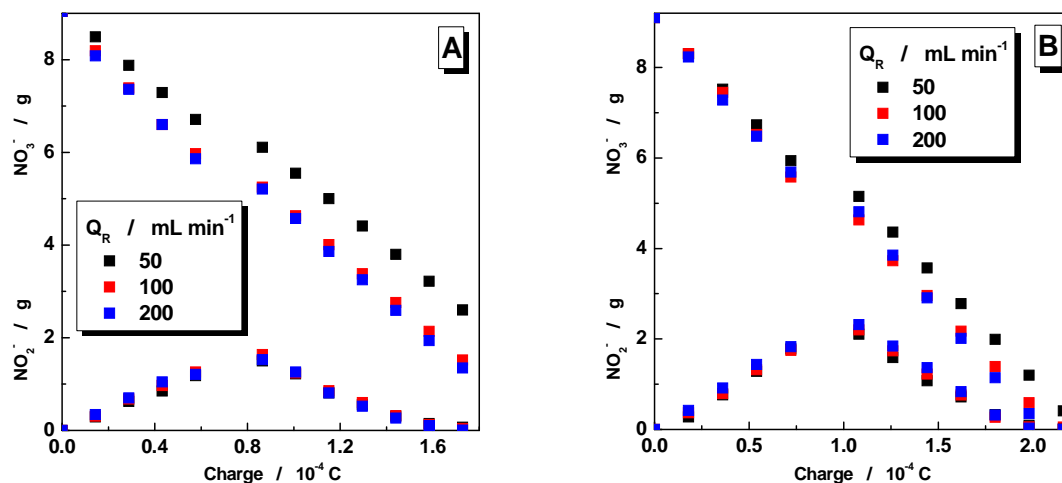 A
NO3- / g
NO2- / g
8
6
4
2
0
QR / mL min-1
50
100
200
0.0 0.4 0.8 1.2 1.6
Charge / 10-4 C
B
NO3- / g
NO2- / g
8
6
4
2
0
QR / mL min-1
50
100
200
0.0 0.5 1.0 1.5 2.0
Charge / 10-4 C